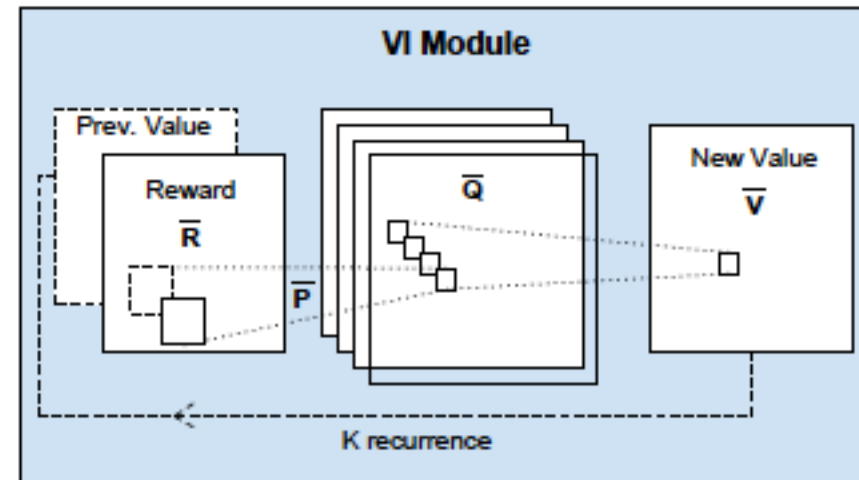 VI Module
Prev. Value
Reward
R̅
P̅
Q̅
New Value
V̅
K recurrence